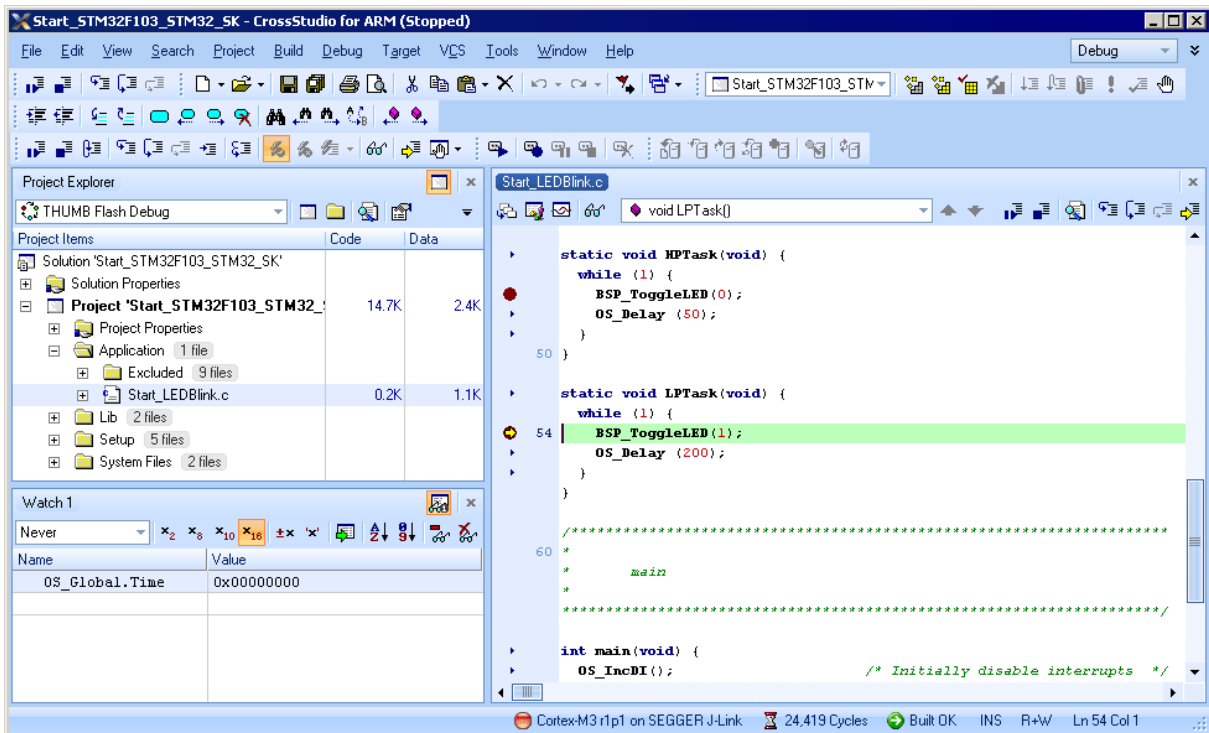 Start_STM32F103_STM32_SK - CrossStudio for ARM (Stopped)
File Edit View Search Project Build Debug Target VCS Tools Window Help Debug
Start_STM32F103_STM
Project Explorer
THUMB Flash Debug
Project Items Code Data
Solution 'Start_STM32F103_STM32_SK'
Solution Properties
Project 'Start_STM32F103_STM32_ 14.7K 2.4K
Project Properties
Application 1 file
Excluded 9 files
Start_LEDBlink.c 0.2K 1.1K
Lib 2 files
Setup 5 files
System Files 2 files
Watch 1
Never x2 x8 x10 x16 ±x 'x'
Name Value
OS_Global.Time 0x00000000
Start_LEDBlink.c
void LPTask()
static void HPTask(void) {
while (1) {
BSP_ToggleLED(0);
OS_Delay (50);
}
50 }
static void LPTask(void) {
while (1) {
54 BSP_ToggleLED(1);
OS_Delay (200);
}
}
/*********************************************************************
60 *
* main
*
*********************************************************************/
int main(void) {
OS_IncDI(); /* Initially disable interrupts */
Cortex-M3 r1p1 on SEGGER J-Link 24,419 Cycles Built OK INS R+W Ln 54 Col 1